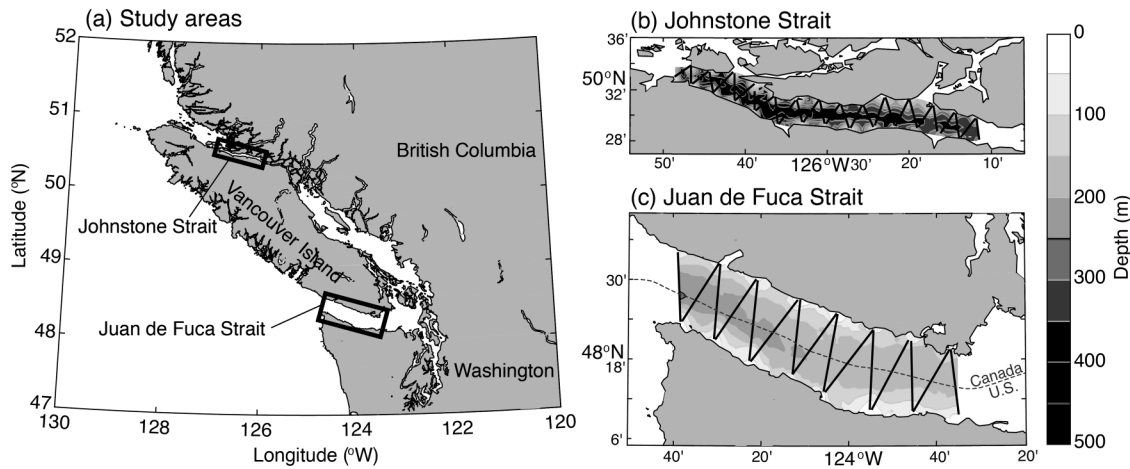 (a) Study areas
52
51
50
49
48
47
Latitude (°N)
130
128
126
124
122
120
Longitude (°W)
British Columbia
Vancouver Island
Johnstone Strait
Juan de Fuca Strait
Washington
(b) Johnstone Strait
36'
50°N
32'
28'
50'
40'
126°W30'
20'
10'
(c) Juan de Fuca Strait
30'
48°N
18'
6'
40'
20'
124°W
40'
20'
Canada
U.S.
0
100
200
300
400
500
Depth (m)